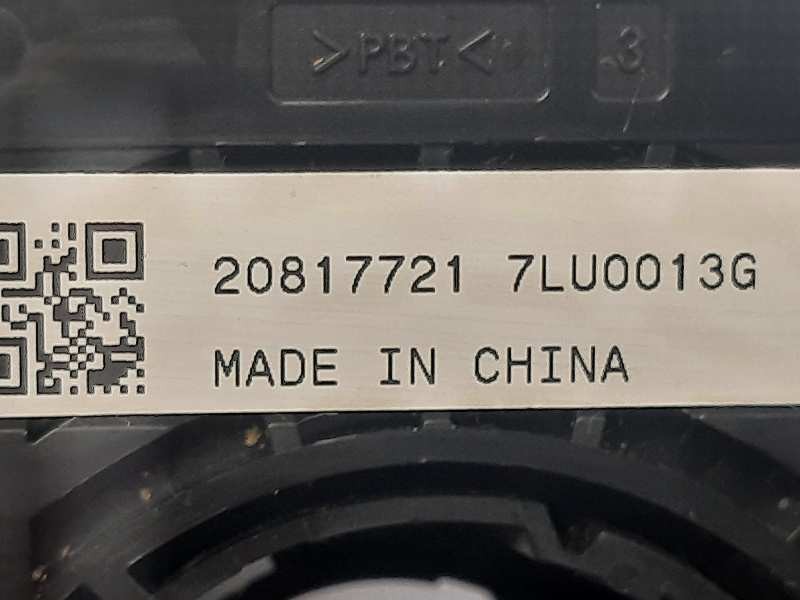 >PBT< 3
20817721 7LU0013G
MADE IN CHINA